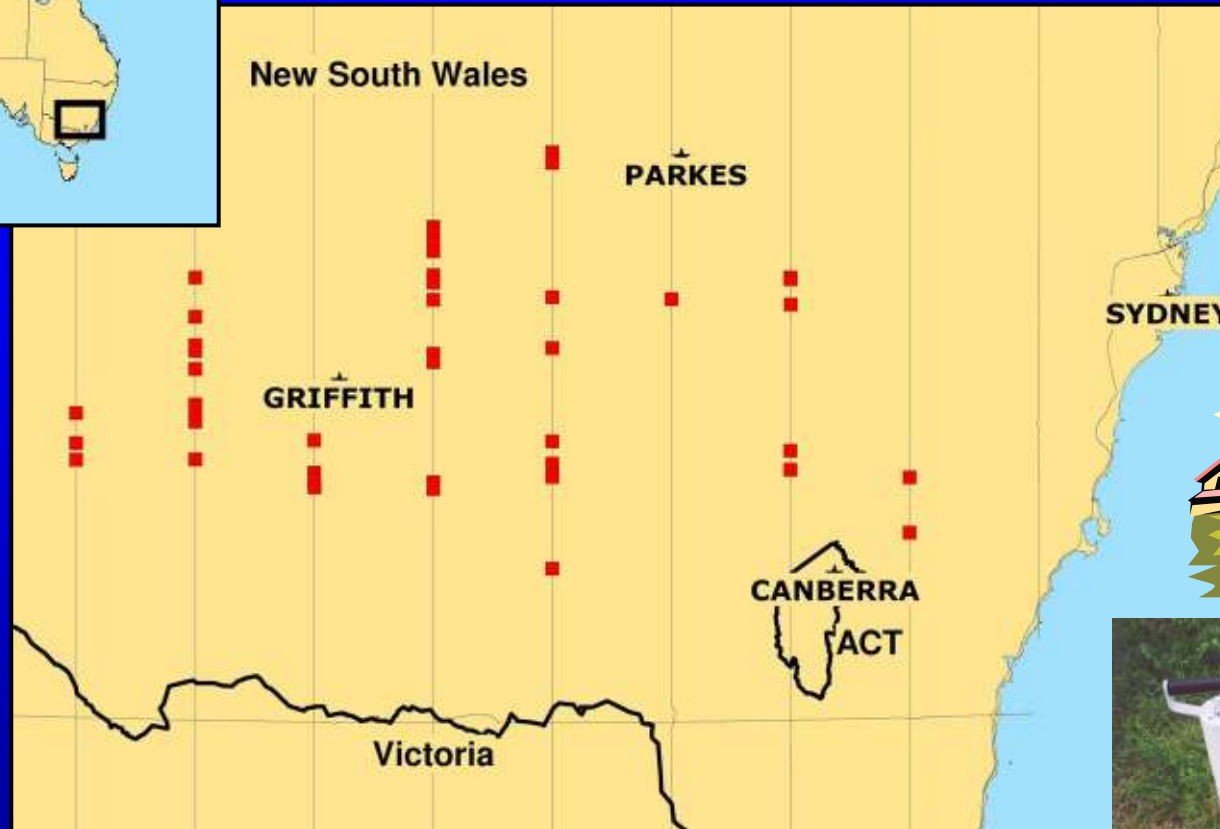 New South Wales
PARKES
SYDNEY
GRIFFITH
CANBERRA
ACT
Victoria